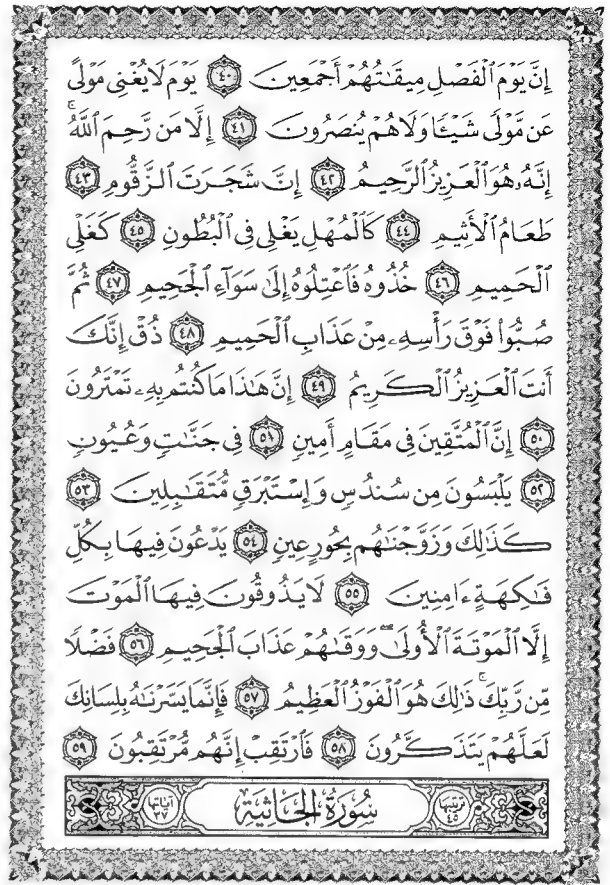 إِنَّ يَوْمَ ٱلْفَصْلِ مِيقَٰتُهُمْ أَجْمَعِينَ ٤٠ يَوْمَ لَا يُغْنِى مَوْلًى
عَن مَّوْلًى شَيْـًٔا وَلَا هُمْ يُنصَرُونَ ٤١ إِلَّا مَن رَّحِمَ ٱللَّهُ ۚ
إِنَّهُۥ هُوَ ٱلْعَزِيزُ ٱلرَّحِيمُ ٤٢ إِنَّ شَجَرَتَ ٱلزَّقُّومِ ٤٣
طَعَامُ ٱلْأَثِيمِ ٤٤ كَٱلْمُهْلِ يَغْلِى فِى ٱلْبُطُونِ ٤٥ كَغَلْىِ
ٱلْحَمِيمِ ٤٦ خُذُوهُ فَٱعْتِلُوهُ إِلَىٰ سَوَآءِ ٱلْجَحِيمِ ٤٧ ثُمَّ
صُبُّوا۟ فَوْقَ رَأْسِهِۦ مِنْ عَذَابِ ٱلْحَمِيمِ ٤٨ ذُقْ إِنَّكَ
أَنتَ ٱلْعَزِيزُ ٱلْكَرِيمُ ٤٩ إِنَّ هَٰذَا مَا كُنتُم بِهِۦ تَمْتَرُونَ
٥٠ إِنَّ ٱلْمُتَّقِينَ فِى مَقَامٍ أَمِينٍ ٥١ فِى جَنَّٰتٍ وَعُيُونٍ
٥٢ يَلْبَسُونَ مِن سُندُسٍ وَإِسْتَبْرَقٍ مُّتَقَٰبِلِينَ ٥٣
كَذَٰلِكَ وَزَوَّجْنَٰهُم بِحُورٍ عِينٍ ٥٤ يَدْعُونَ فِيهَا بِكُلِّ
فَٰكِهَةٍ ءَامِنِينَ ٥٥ لَا يَذُوقُونَ فِيهَا ٱلْمَوْتَ
إِلَّا ٱلْمَوْتَةَ ٱلْأُولَىٰ ۖ وَوَقَىٰهُمْ عَذَابَ ٱلْجَحِيمِ ٥٦ فَضْلًا
مِّن رَّبِّكَ ۚ ذَٰلِكَ هُوَ ٱلْفَوْزُ ٱلْعَظِيمُ ٥٧ فَإِنَّمَا يَسَّرْنَٰهُ بِلِسَانِكَ
لَعَلَّهُمْ يَتَذَكَّرُونَ ٥٨ فَٱرْتَقِبْ إِنَّهُم مُّرْتَقِبُونَ ٥٩
ترتيبها ٤٥ سُورَةُ الجَاثِيَةِ آياتها ٣٧